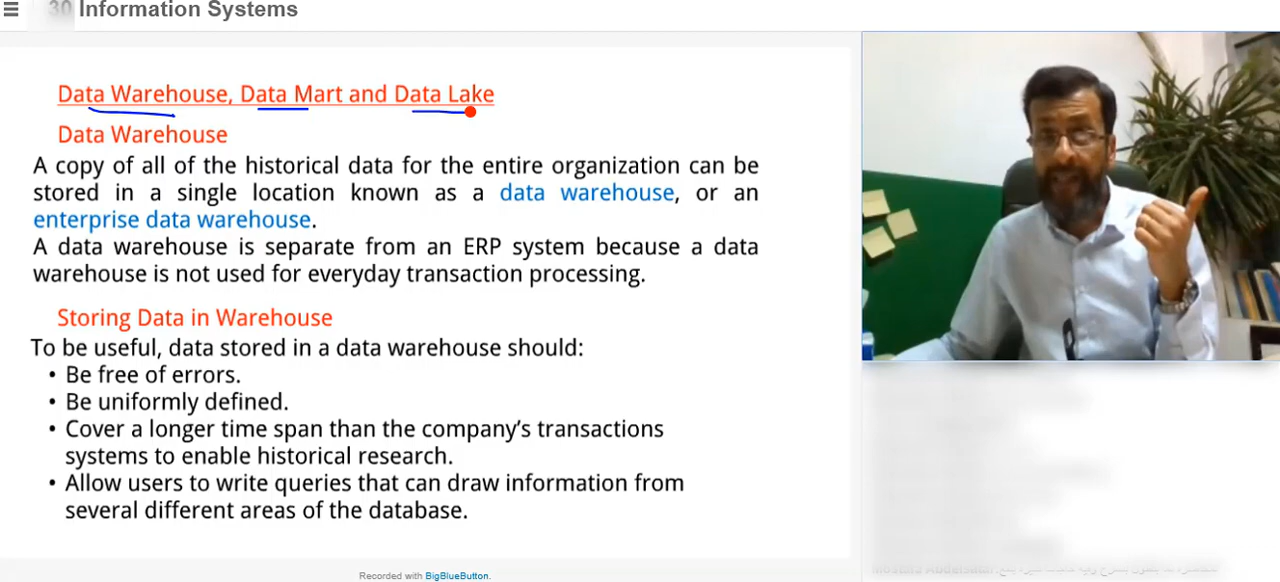 30 Information Systems
Data Warehouse, Data Mart and Data Lake
Data Warehouse
A copy of all of the historical data for the entire organization can be
stored in a single location known as a data warehouse, or an
enterprise data warehouse.
A data warehouse is separate from an ERP system because a data
warehouse is not used for everyday transaction processing.
Storing Data in Warehouse
To be useful, data stored in a data warehouse should:
• Be free of errors.
• Be uniformly defined.
• Cover a longer time span than the company's transactions
systems to enable historical research.
• Allow users to write queries that can draw information from
several different areas of the database.
Recorded with BigBlueButton.